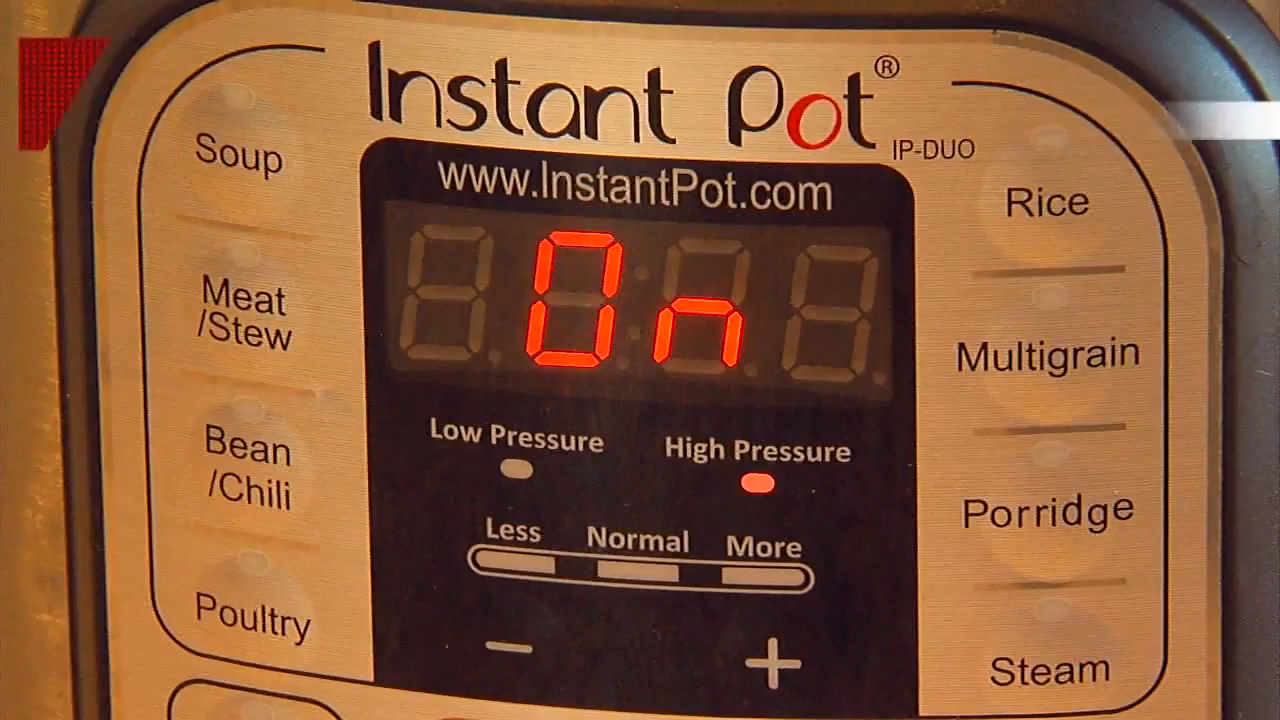 Instant Pot®
IP-DUO
www.InstantPot.com
On
Soup
Meat
/Stew
Bean
/Chili
Poultry
Low Pressure
High Pressure
Less Normal More
− +
Rice
Multigrain
Porridge
Steam